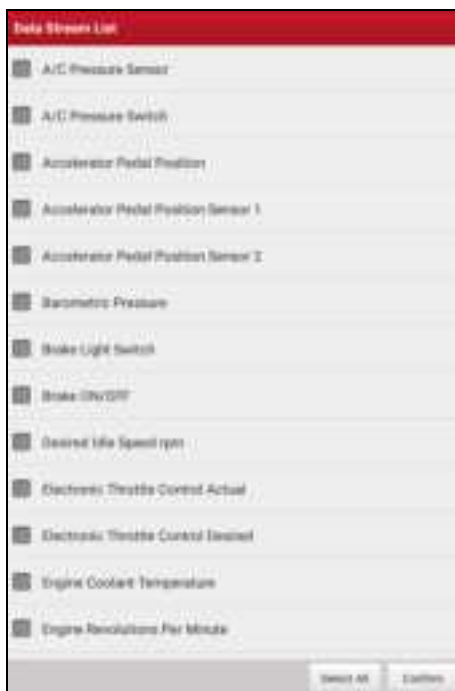 Data Stream List
A/C Pressure Sensor
A/C Pressure Switch
Accelerator Pedal Position
Accelerator Pedal Position Sensor 1
Accelerator Pedal Position Sensor 2
Barometric Pressure
Brake Light Switch
Brake ON/OFF
Desired Idle Speed rpm
Electronic Throttle Control Actual
Electronic Throttle Control Desired
Engine Coolant Temperature
Engine Revolutions Per Minute
Select All Confirm